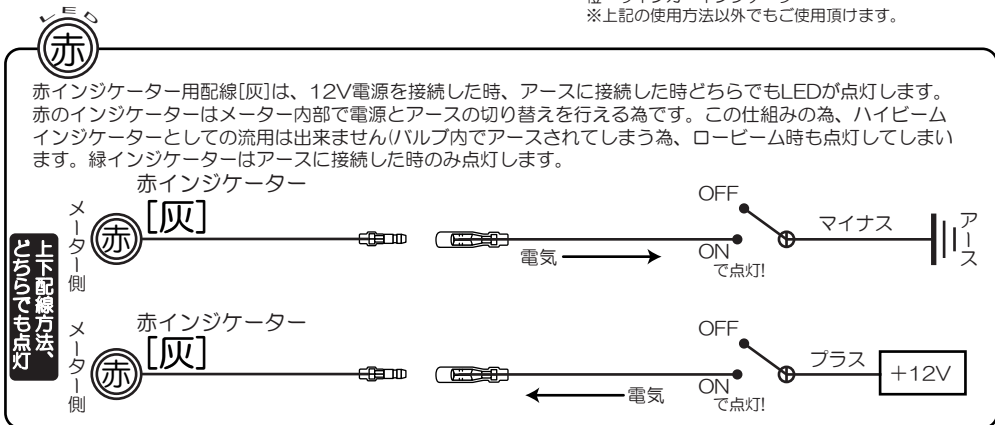 ※上記の使用方法以外でもご使用頂けます。
LED
赤
赤インジケーター用配線[灰]は、12V電源を接続した時、アースに接続した時どちらでもLEDが点灯します。
赤のインジケーターはメーター内部で電源とアースの切り替えを行える為です。この仕組みの為、ハイビーム
インジケーターとしての流用は出来ません(バルブ内でアースされてしまう為、ロービーム時も点灯してしまい
ます。緑インジケーターはアースに接続した時のみ点灯します。
上下配線方法、
どちらでも点灯
メーター側
赤
赤インジケーター
[灰]
電気
OFF
ON
で点灯!
マイナス
アース
メーター側
赤
赤インジケーター
[灰]
電気
OFF
ON
で点灯!
プラス
+12V